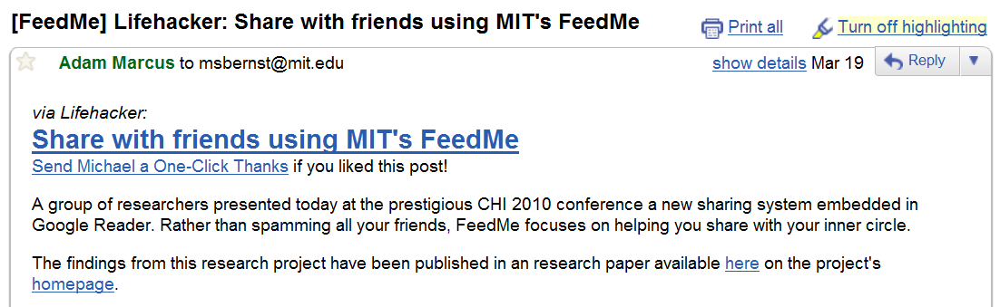 [FeedMe] Lifehacker: Share with friends using MIT's FeedMe
Print all
Turn off highlighting
Adam Marcus to msbernst@mit.edu
show details Mar 19
Reply
via Lifehacker:
Share with friends using MIT's FeedMe
Send Michael a One-Click Thanks if you liked this post!
A group of researchers presented today at the prestigious CHI 2010 conference a new sharing system embedded in
Google Reader. Rather than spamming all your friends, FeedMe focuses on helping you share with your inner circle.
The findings from this research project have been published in an research paper available here on the project's
homepage.